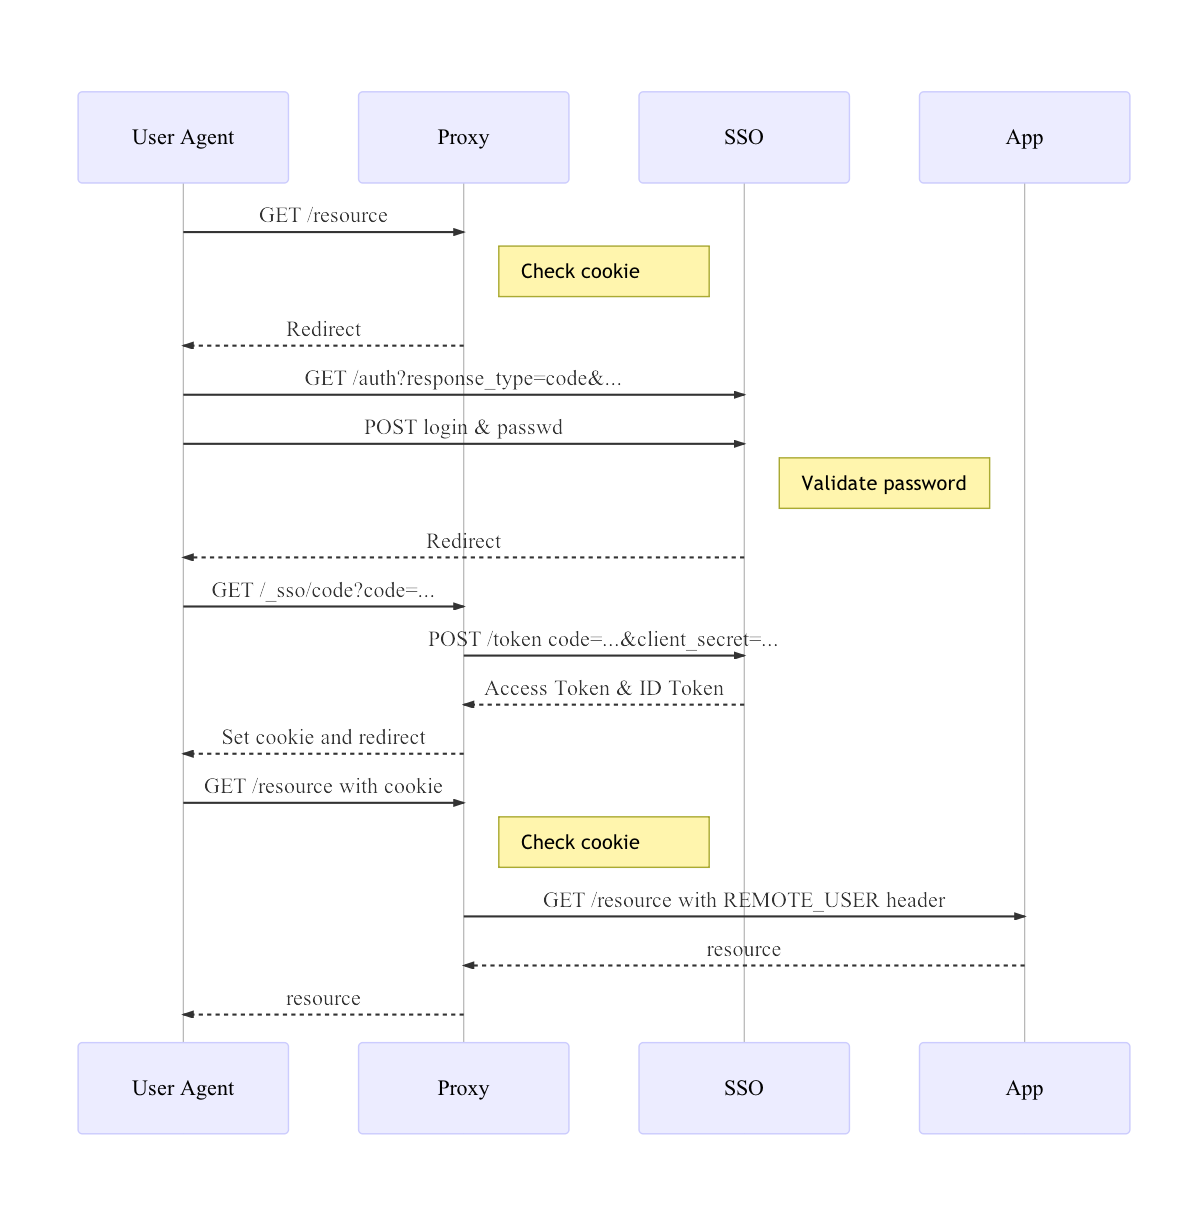 User Agent
Proxy
SSO
App
GET /resource
Check cookie
Redirect
GET /auth?response_type=code&...
POST login & passwd
Validate password
Redirect
GET /_sso/code?code=...
POST /token code=...&client_secret=...
Access Token & ID Token
Set cookie and redirect
GET /resource with cookie
Check cookie
GET /resource with REMOTE_USER header
resource
resource
User Agent
Proxy
SSO
App